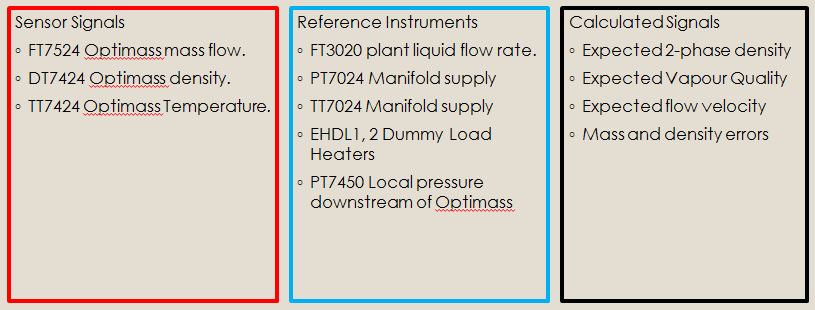 Sensor Signals
◦ FT7524 Optimass mass flow.
◦ DT7424 Optimass density.
◦ TT7424 Optimass Temperature.
Reference Instruments
◦ FT3020 plant liquid flow rate.
◦ PT7024 Manifold supply
◦ TT7024 Manifold supply
◦ EHDL1, 2 Dummy Load
Heaters
◦ PT7450 Local pressure
downstream of Optimass
Calculated Signals
◦ Expected 2-phase density
◦ Expected Vapour Quality
◦ Expected flow velocity
◦ Mass and density errors